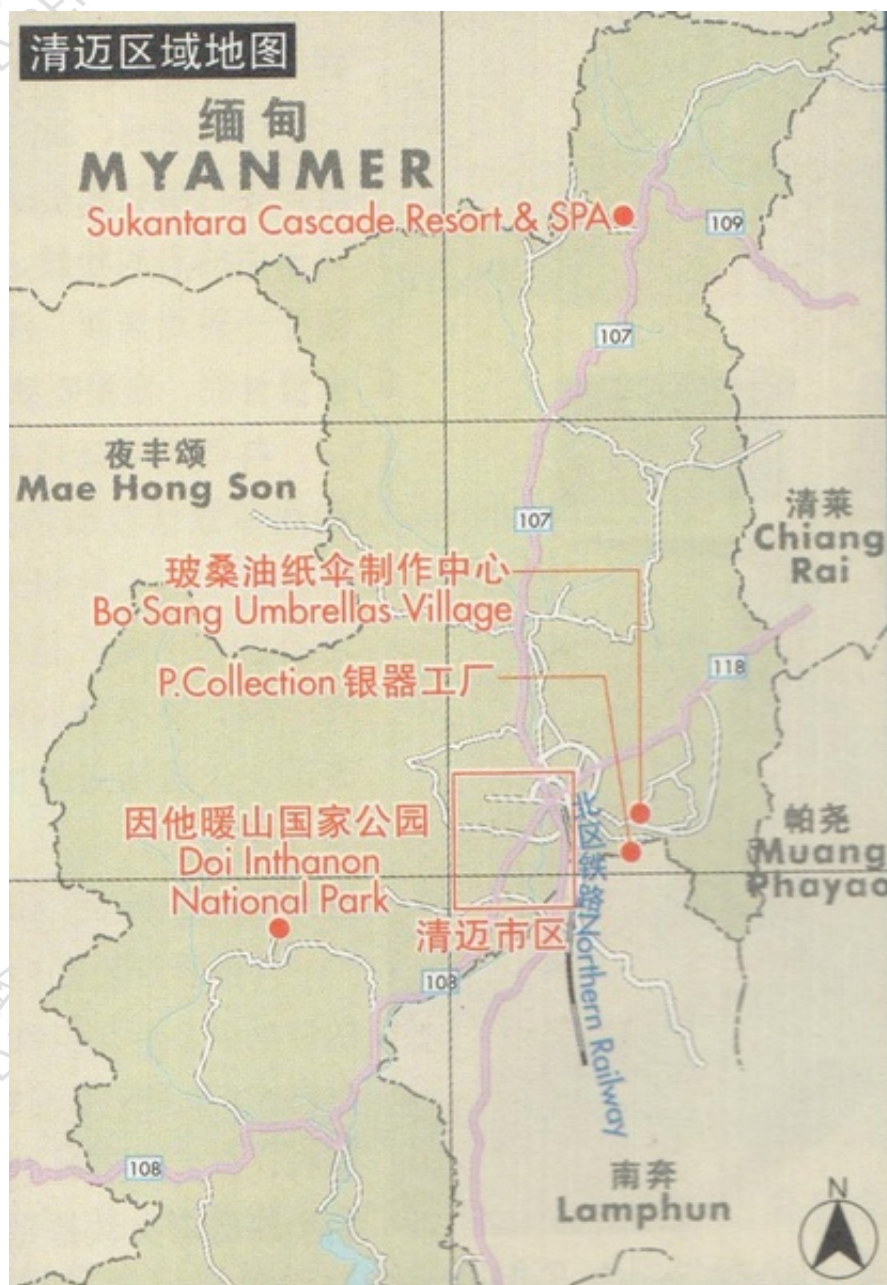 清迈区域地图
缅甸
MYANMER
Sukantara Cascade Resort & SPA
109
107
夜丰颂
Mae Hong Son
107
清莱
Chiang
Rai
玻桑油纸伞制作中心
Bo Sang Umbrellas Village
P.Collection 银器工厂
118
因他暖山国家公园
Doi Inthanon
National Park
帕尧
Muang
Phayao
北区铁路Northern Railway
清迈市区
108
108
南奔
Lamphun
N